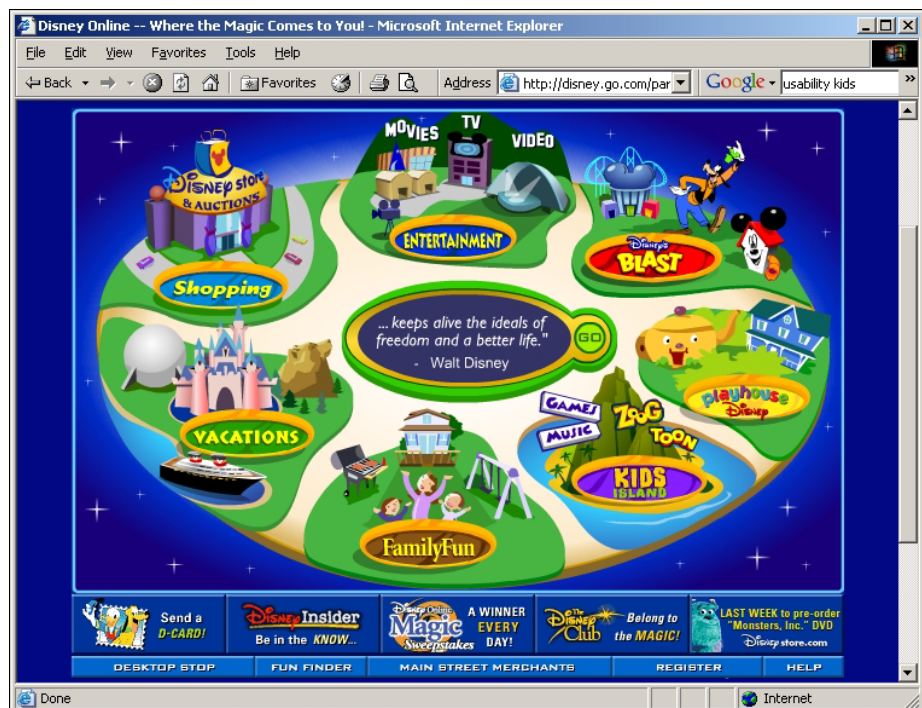 Disney Online -- Where the Magic Comes to You! - Microsoft Internet Explorer
File Edit View Favorites Tools Help
Back Favorites Address http://disney.go.com/par Google usability kids »
MOVIES TV VIDEO
DISNEY store
& AUCTIONS
ENTERTAINMENT
DISNEY'S
BLAST
Shopping
... keeps alive the ideals of
freedom and a better life."
- Walt Disney
GO
playhouse
Disney
GAMES
MUSIC
ZOOG
TOON
VACATIONS
KIDS
ISLAND
FamilyFun
Send a
D-CARD!
Disney Insider
Be in the KNOW...
Disney Online
Magic
Sweepstakes
A WINNER
EVERY
DAY!
The
Disney
Club
Belong to
the MAGIC!
LAST WEEK to pre-order
"Monsters, Inc." DVD
Disney store.com
DESKTOP STOP FUN FINDER MAIN STREET MERCHANTS REGISTER HELP
Done Internet